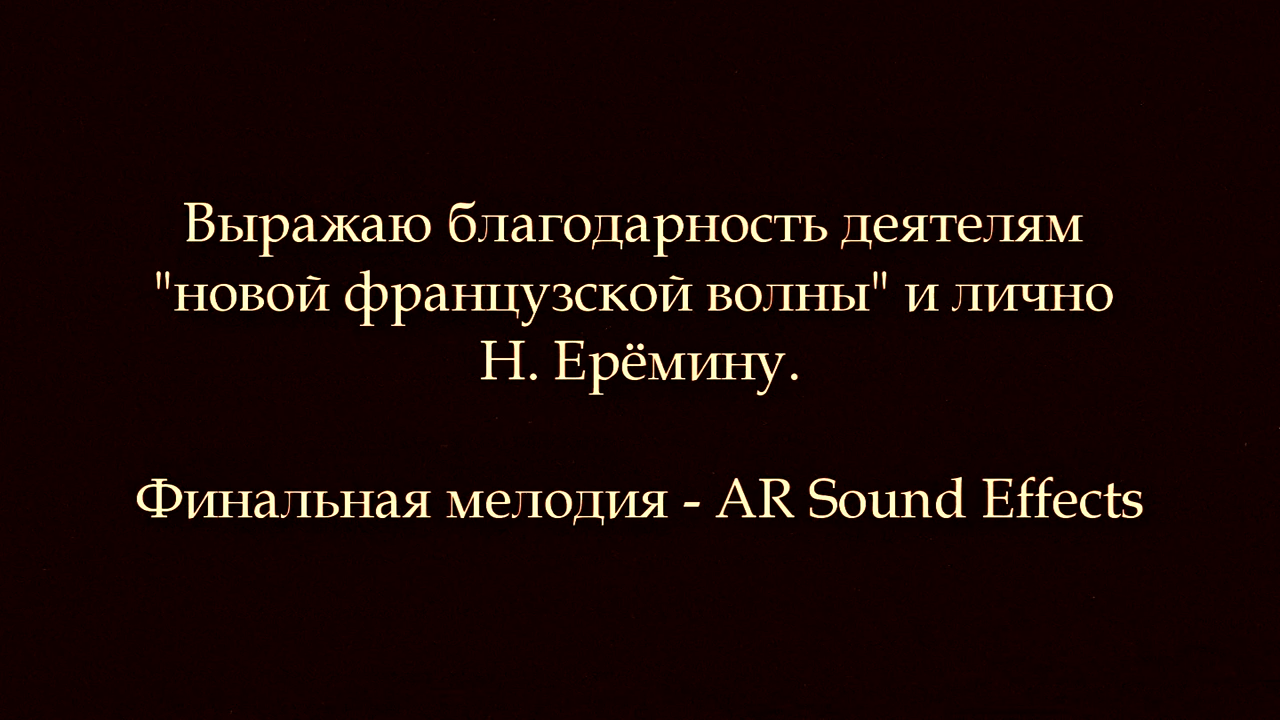 Выражаю благодарность деятелям
"новой французской волны" и лично
Н. Ерёмину.
Финальная мелодия - AR Sound Effects